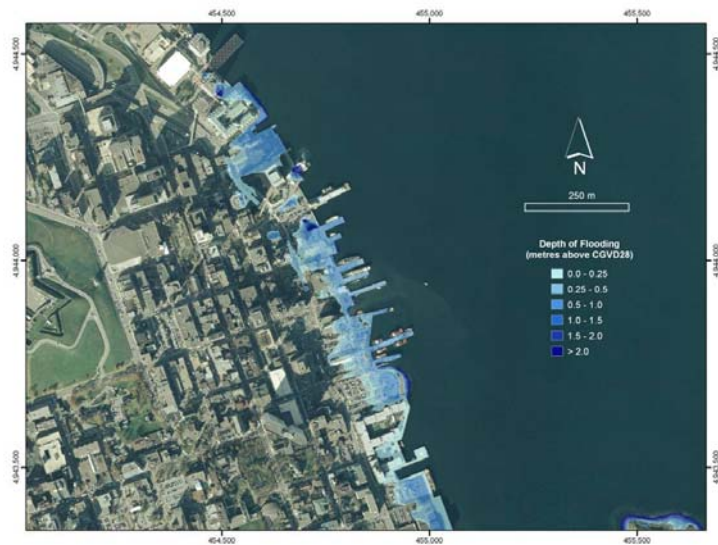 454,500
455,000
455,500
4,944,500
4,944,500
N
250 m
Depth of Flooding
(metres above CGVD28)
4,944,000
4,944,000
0.0 - 0.25
0.25 - 0.5
0.5 - 1.0
1.0 - 1.5
1.5 - 2.0
> 2.0
4,943,500
4,943,500
454,500
455,000
455,500